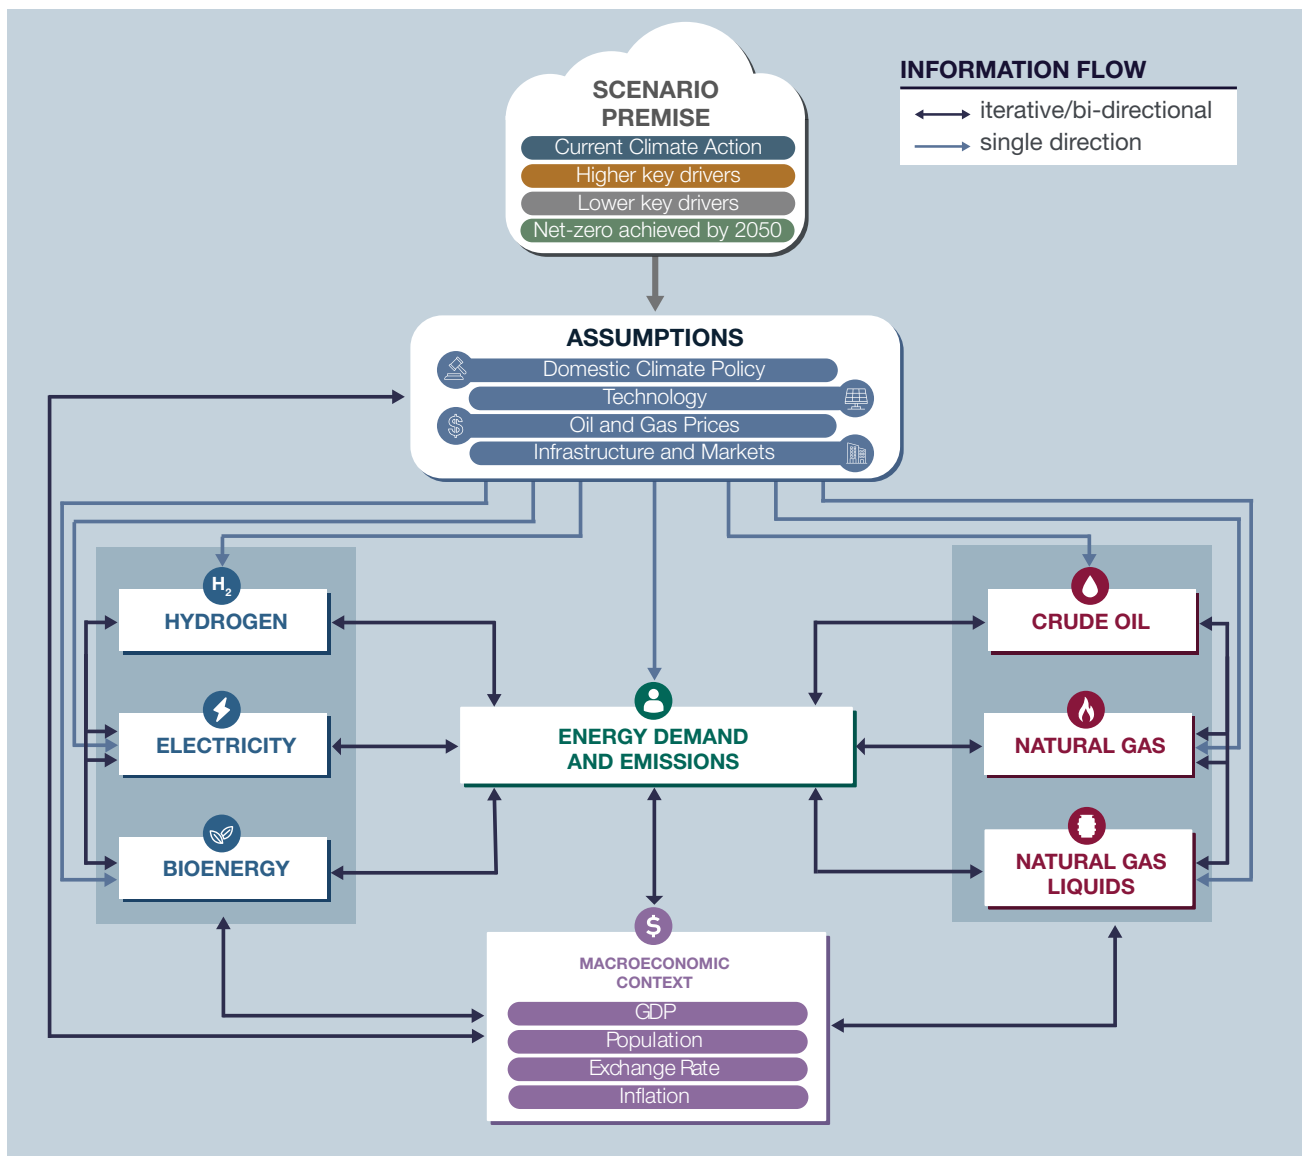 SCENARIO
PREMISE
Current Climate Action
Higher key drivers
Lower key drivers
Net-zero achieved by 2050
INFORMATION FLOW
iterative/bi-directional
single direction
ASSUMPTIONS
Domestic Climate Policy
Technology
$
Oil and Gas Prices
Infrastructure and Markets
H2
HYDROGEN
ELECTRICITY
BIOENERGY
ENERGY DEMAND
AND EMISSIONS
CRUDE OIL
NATURAL GAS
NATURAL GAS
LIQUIDS
$
MACROECONOMIC
CONTEXT
GDP
Population
Exchange Rate
Inflation